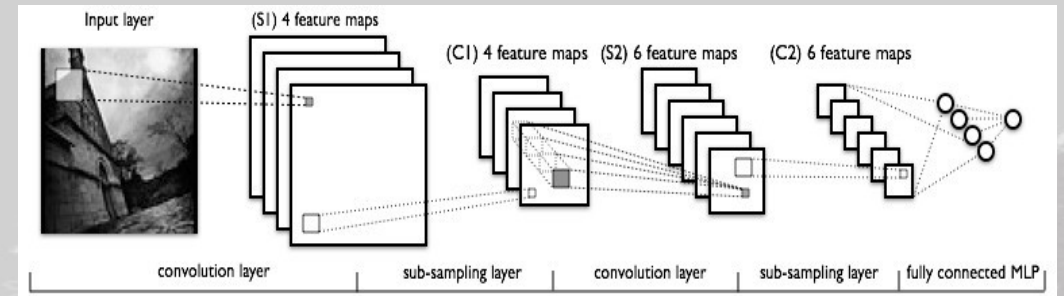 Input layer
(S1) 4 feature maps
(C1) 4 feature maps
(S2) 6 feature maps
(C2) 6 feature maps
convolution layer
sub-sampling layer
convolution layer
sub-sampling layer
fully connected MLP